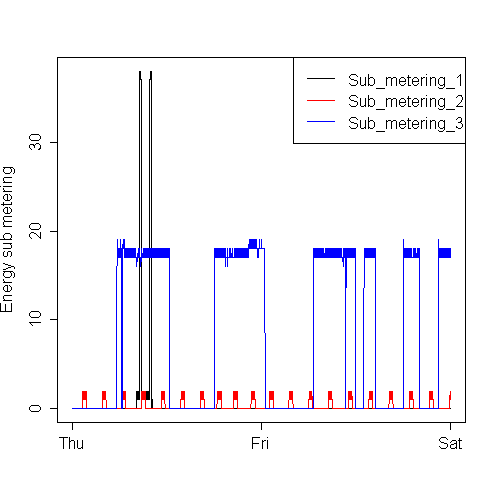 Sub_metering_1
Sub_metering_2
Sub_metering_3
Energy sub metering
30
20
10
0
Thu Fri Sat